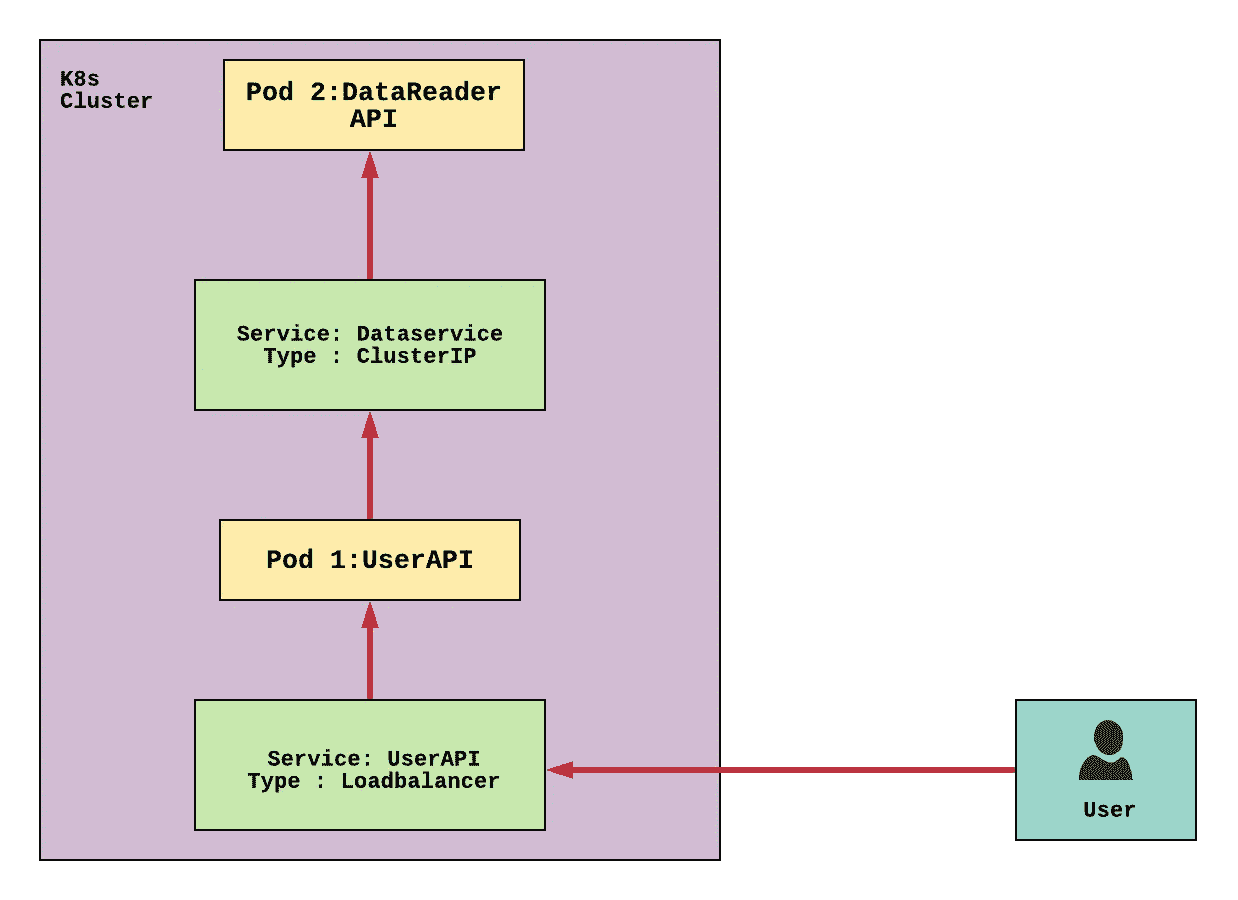 K8s
Cluster
Pod 2:DataReader
API
Service: Dataservice
Type : ClusterIP
Pod 1:UserAPI
Service: UserAPI
Type : Loadbalancer
User